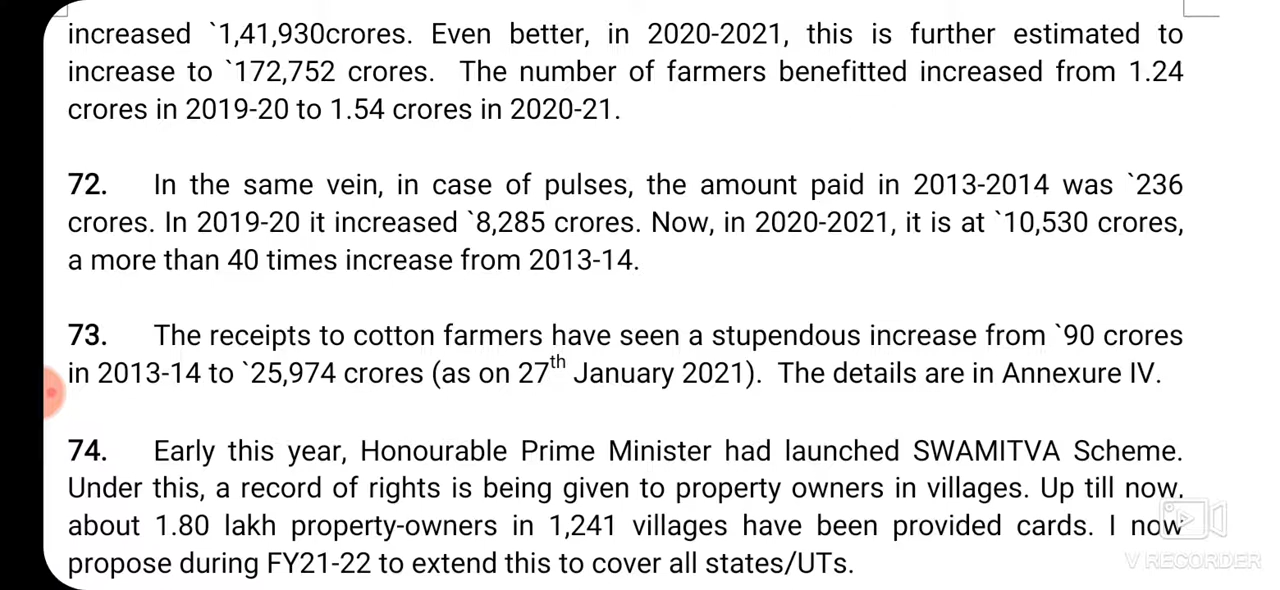 increased `1,41,930crores. Even better, in 2020-2021, this is further estimated to
increase to `172,752 crores. The number of farmers benefitted increased from 1.24
crores in 2019-20 to 1.54 crores in 2020-21.
72. In the same vein, in case of pulses, the amount paid in 2013-2014 was `236
crores. In 2019-20 it increased `8,285 crores. Now, in 2020-2021, it is at `10,530 crores,
a more than 40 times increase from 2013-14.
73. The receipts to cotton farmers have seen a stupendous increase from `90 crores
in 2013-14 to `25,974 crores (as on 27th January 2021). The details are in Annexure IV.
74. Early this year, Honourable Prime Minister had launched SWAMITVA Scheme.
Under this, a record of rights is being given to property owners in villages. Up till now,
about 1.80 lakh property-owners in 1,241 villages have been provided cards. I now
propose during FY21-22 to extend this to cover all states/UTs.
V RECORDER